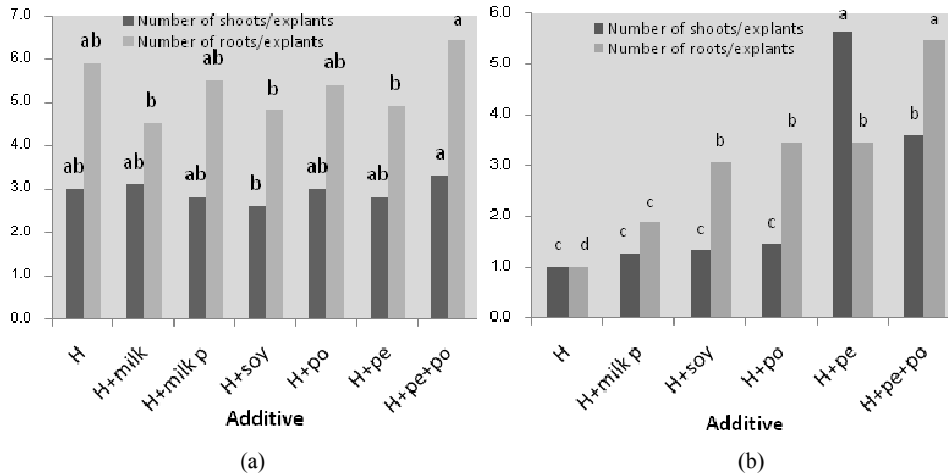 7.0
6.0
5.0
4.0
3.0
2.0
1.0
0.0
Number of shoots/explants
Number of roots/explants
ab
ab
ab
b
ab
ab
b
b
ab
ab
ab
b
a
a
H
H+milk
H+milk p
H+soy
H+po
H+pe
H+pe+po
Additive
(a)
6.0
5.0
4.0
3.0
2.0
1.0
0.0
Number of shoots/explants
Number of roots/explants
c
d
c
c
c
b
c
b
a
b
b
a
H
H+milk p
H+soy
H+po
H+pe
H+pe+po
Additive
(b)